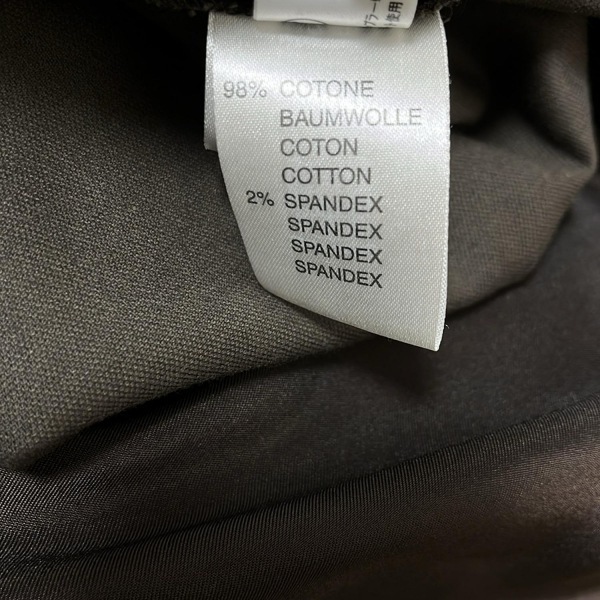 98% COTONE
BAUMWOLLE
COTON
COTTON
2% SPANDEX
SPANDEX
SPANDEX
SPANDEX